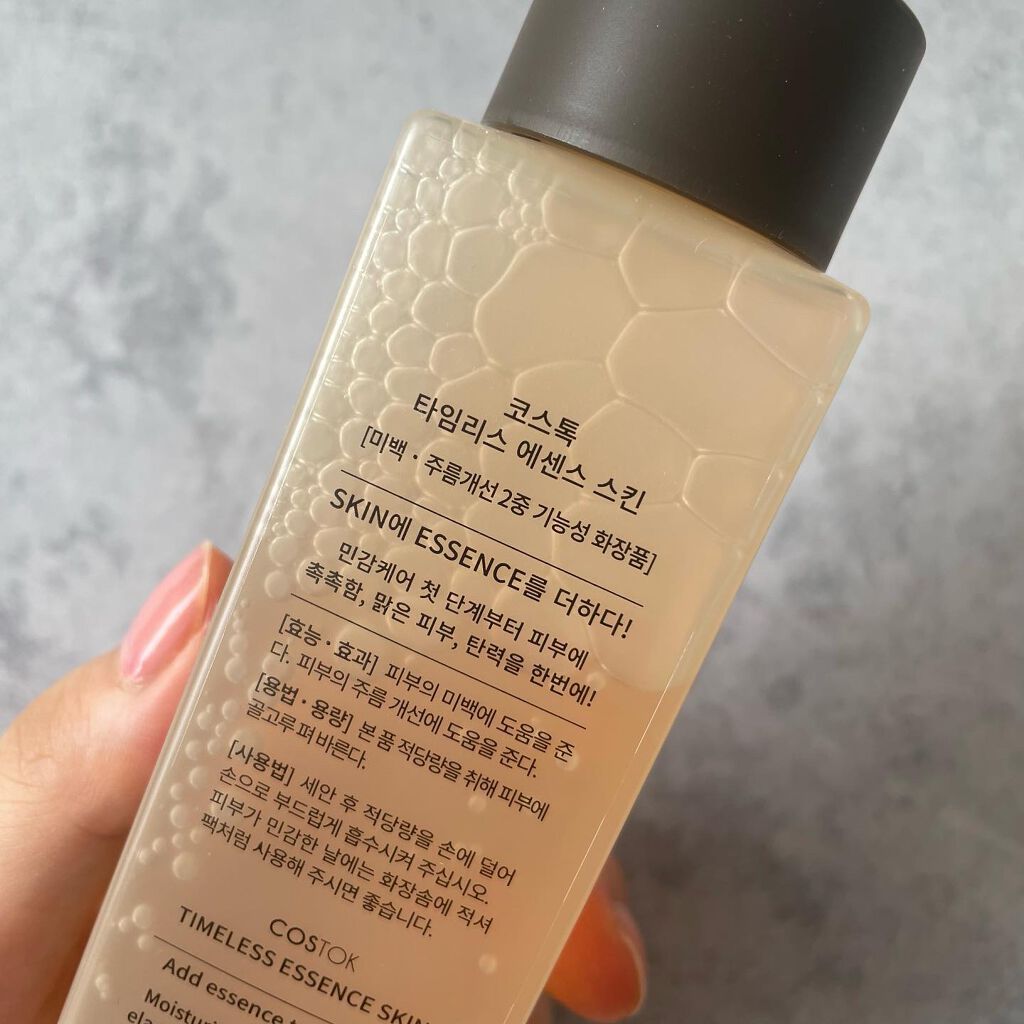 코스톡
타임리스 에센스 스킨
[미백 · 주름개선 2중 기능성 화장품]
SKIN에 ESSENCE를 더하다!
민감케어 첫 단계부터 피부에
촉촉함, 맑은 피부, 탄력을 한번에!
[효능 · 효과] 피부의 미백에 도움을 준
다. 피부의 주름 개선에 도움을 준다.
[용법 · 용량] 본 품 적당량을 취해 피부에
골고루 펴 바른다.
[사용법] 세안 후 적당량을 손에 덜어
손으로 부드럽게 흡수시켜 주십시오.
피부가 민감한 날에는 화장솜에 적셔
팩처럼 사용해 주시면 좋습니다.
COSTOK
TIMELESS ESSENCE SKIN
Add essence